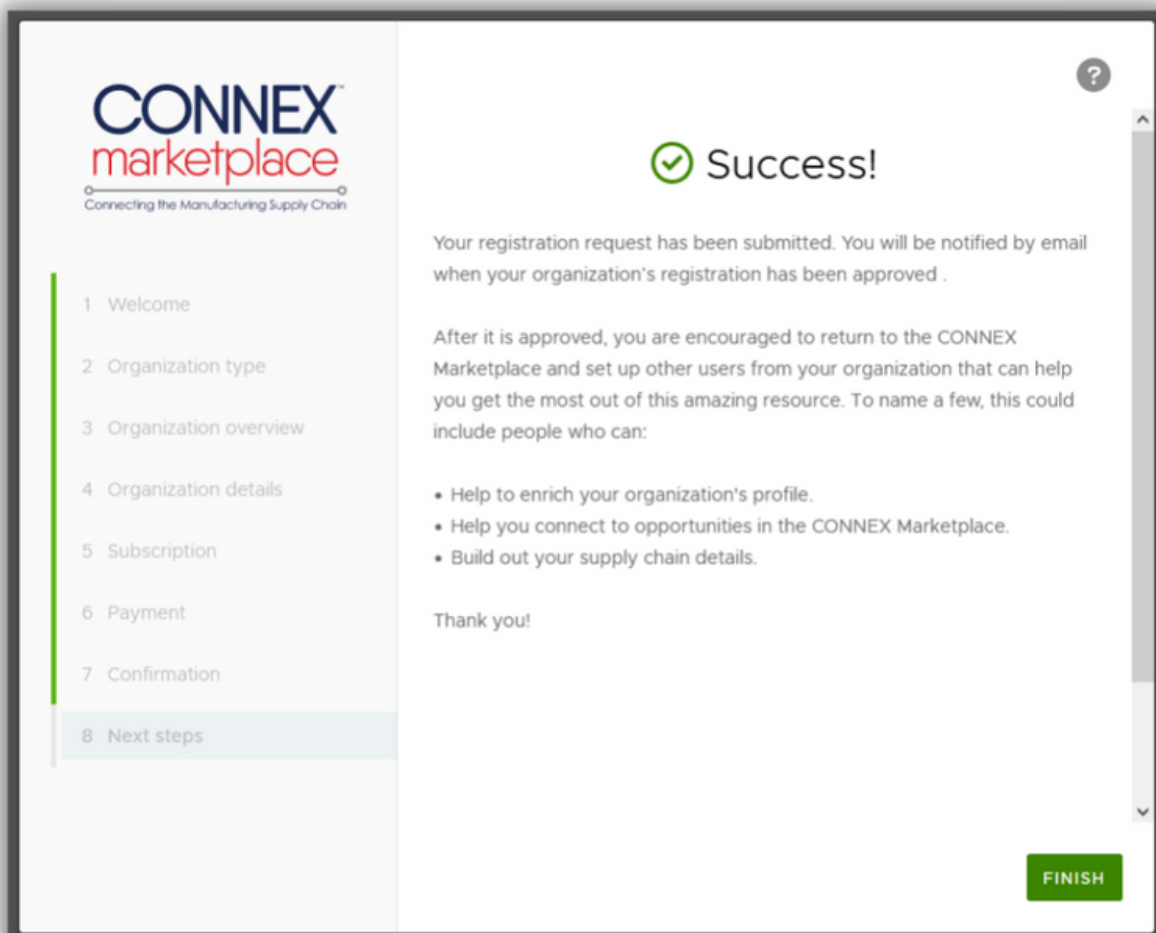 CONNEX™
marketplace
Connecting the Manufacturing Supply Chain
1 Welcome
2 Organization type
3 Organization overview
4 Organization details
5 Subscription
6 Payment
7 Confirmation
8 Next steps
?
Success!
Your registration request has been submitted. You will be notified by email
when your organization's registration has been approved .
After it is approved, you are encouraged to return to the CONNEX
Marketplace and set up other users from your organization that can help
you get the most out of this amazing resource. To name a few, this could
include people who can:
• Help to enrich your organization's profile.
• Help you connect to opportunities in the CONNEX Marketplace.
• Build out your supply chain details.
Thank you!
FINISH